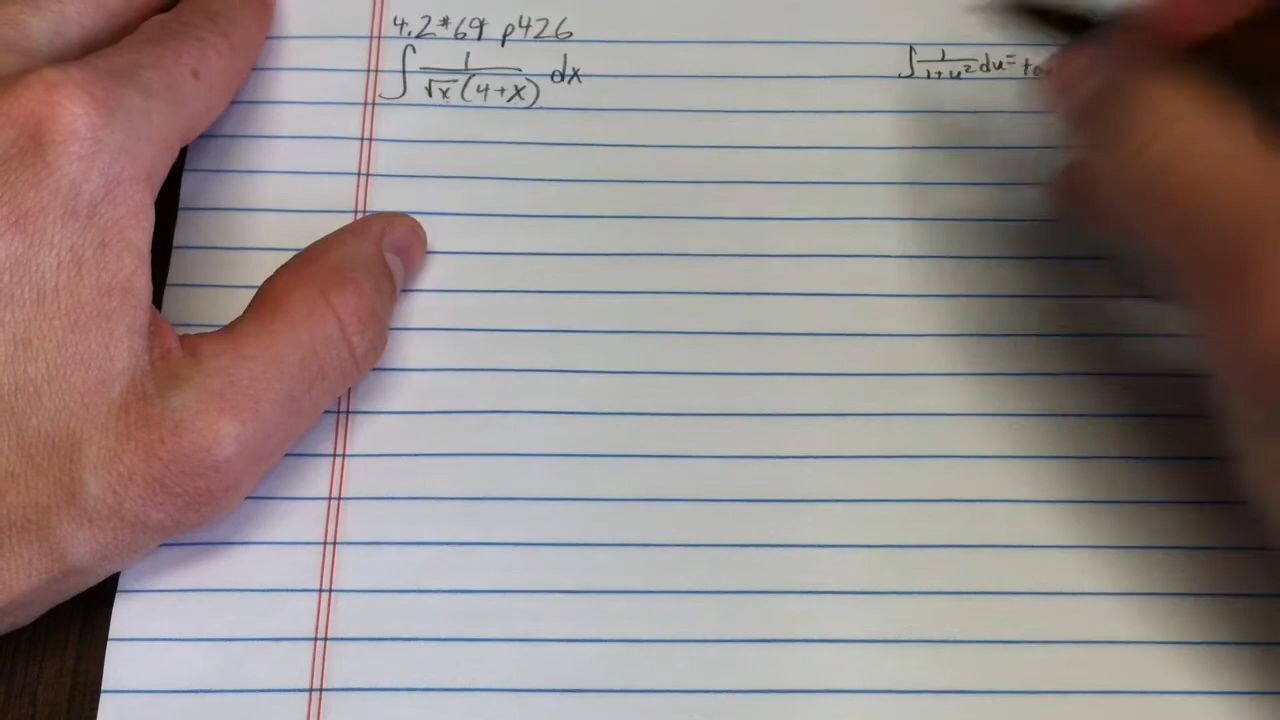 4.2 #69 p426
∫ 1/(√x (4+x)) dx
∫ 1/(1+u²) du =